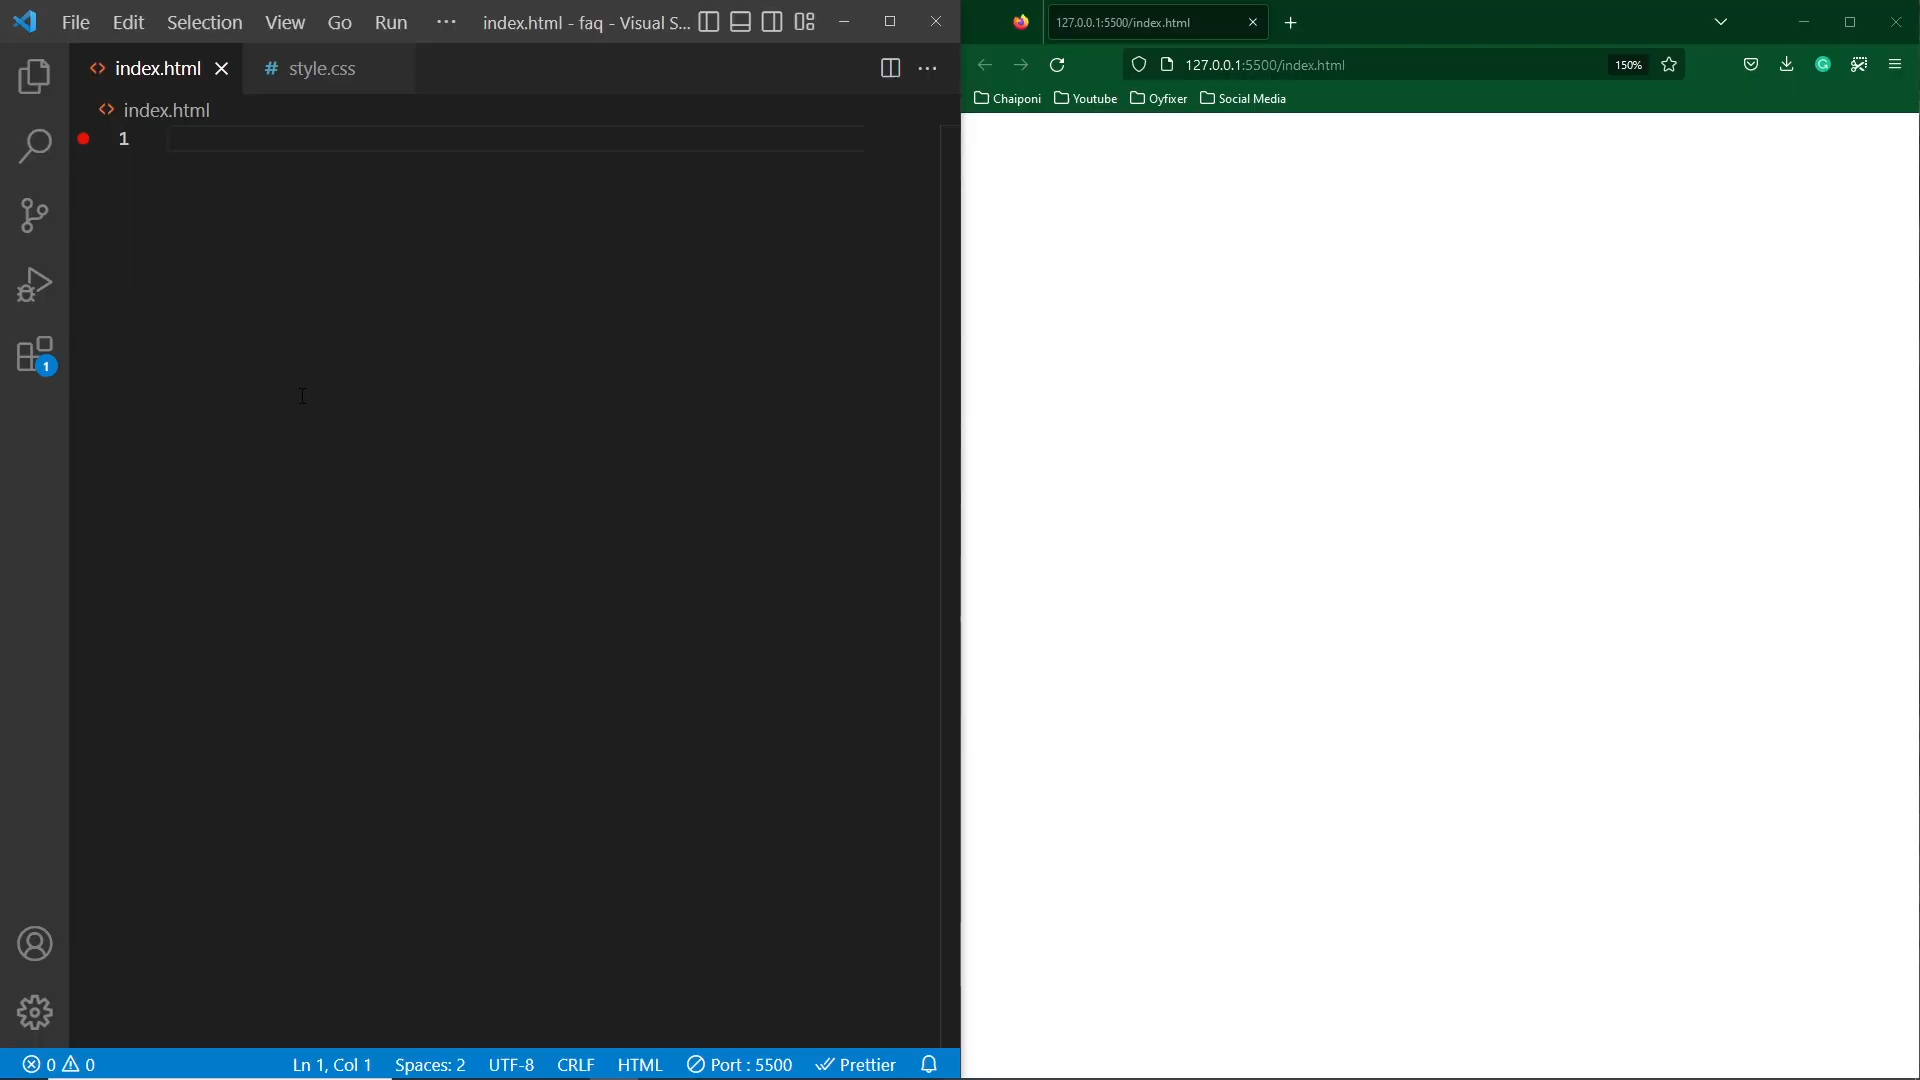 File Edit Selection View Go Run ··· index.html - faq - Visual S...
<> index.html # style.css
<> index.html
1
1
0 0 Ln 1, Col 1 Spaces: 2 UTF-8 CRLF HTML Port : 5500 Prettier
127.0.0.1:5500/index.html
127.0.0.1:5500/index.html 150%
Chaiponi Youtube Oyfixer Social Media